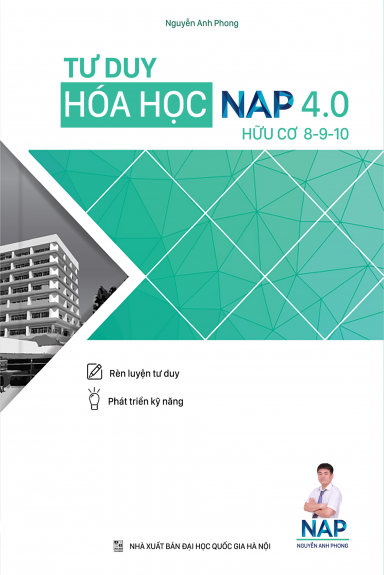 Nguyễn Anh Phong
TƯ DUY
HÓA HỌC NAP 4.0
HỮU CƠ 8-9-10
Rèn luyện tư duy
Phát triển kỹ năng
NAP
NGUYỄN ANH PHONG
NHÀ XUẤT BẢN ĐẠI HỌC QUỐC GIA HÀ NỘI